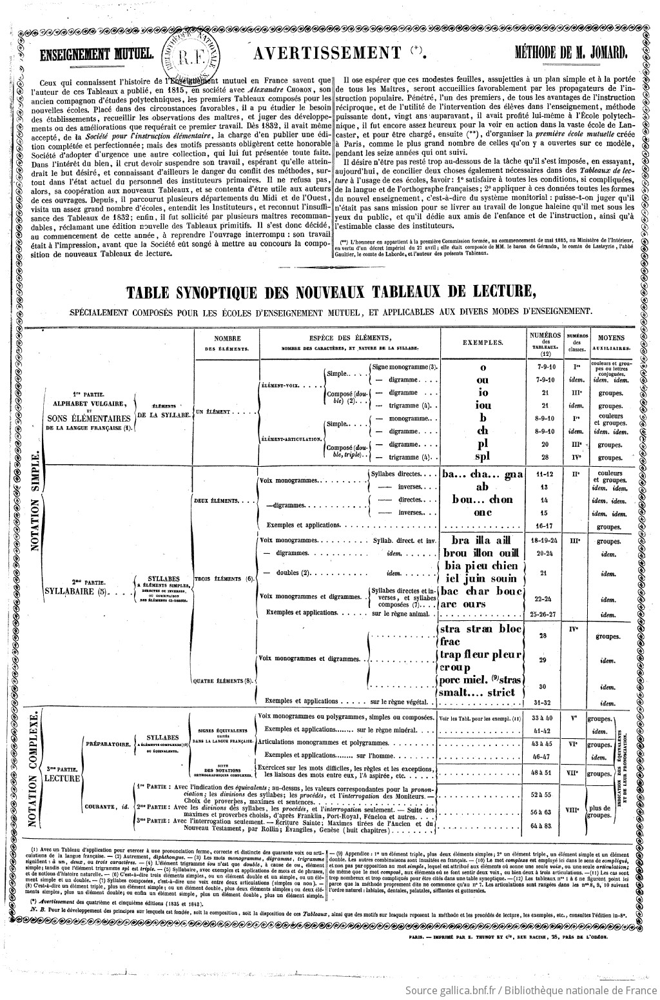 ENSEIGNEMENT MUTUEL.
BIBLIOTHÈQUE NATIONALE
R.F.
AVERTISSEMENT (*).
MÉTHODE DE M. JOMARD.
Ceux qui connaissent l'histoire de l'Enseignement mutuel en France savent que
l'auteur de ces Tableaux a publié, en 1815, en société avec Alexandre CHORON, son
ancien compagnon d'études polytechniques, les premiers Tableaux composés pour les
nouvelles écoles. Placé dans des circonstances favorables, il a pu étudier le besoin
des établissements, recueillir les observations des maîtres, et juger des développe-
ments ou des améliorations que requérait ce premier travail. Dès 1832, il avait même
accepté, de la Société pour l'instruction élémentaire, la charge d'en publier une édi-
tion complétée et perfectionnée; mais des motifs pressants obligèrent cette honorable
Société d'adopter d'urgence une autre collection, qui lui fut présentée toute faite.
Dans l'intérêt du bien, il crut devoir suspendre son travail, espérant qu'elle attein-
drait le but désiré, et connaissant d'ailleurs le danger du conflit des méthodes, sur-
tout dans l'état actuel du personnel des instituteurs primaires. Il ne refusa pas,
alors, sa coopération aux nouveaux Tableaux, et se contenta d'être utile aux auteurs
de ces ouvrages. Depuis, il parcourut plusieurs départements du Midi et de l'Ouest,
visita un assez grand nombre d'écoles, entendit les Instituteurs, et reconnut l'insuffi-
sance des Tableaux de 1832; enfin, il fut sollicité par plusieurs maîtres recomman-
dables, réclamant une édition nouvelle des Tableaux primitifs. Il s'est donc décidé,
au commencement de cette année, à reprendre l'ouvrage interrompu : son travail
était à l'impression, avant que la Société eût songé à mettre au concours la compo-
sition de nouveaux Tableaux de lecture.
Il ose espérer que ces modestes feuilles, assujetties à un plan simple et à la portée
de tous les Maîtres, seront accueillies favorablement par les propagateurs de l'in-
struction populaire. Pénétré, l'un des premiers, de tous les avantages de l'instruction
réciproque, et de l'utilité de l'intervention des élèves dans l'enseignement, méthode
puissante dont, vingt ans auparavant, il avait profité lui-même à l'École polytech-
nique, il fut encore assez heureux pour la voir en action dans la vaste école de Lan-
caster, et pour être chargé, ensuite (**), d'organiser la première école mutuelle créée
à Paris, comme le plus grand nombre de celles qu'on y a ouvertes sur ce modèle,
pendant les seize années qui ont suivi.
Il désire n'être pas resté trop au-dessous de la tâche qu'il s'est imposée, en essayant,
aujourd'hui, de concilier deux choses également nécessaires dans des Tableaux de lec-
ture à l'usage de ces écoles, savoir : 1° satisfaire à toutes les conditions, si compliquées,
de la langue et de l'orthographe françaises; 2° appliquer à ces données toutes les formes
du nouvel enseignement, c'est-à-dire du système monitorial : puisse-t-on juger qu'il
n'était pas sans mission pour se livrer au travail de longue haleine qu'il met sous les
yeux du public, et qu'il dédie aux amis de l'enfance et de l'instruction, ainsi qu'à
l'estimable classe des instituteurs.
(**) L'honneur en appartient à la première Commission formée, au commencement de mai 1815, au Ministère de l'Intérieur,
en vertu d'un décret impérial du 27 avril; elle était composée de MM. le baron de Gérando, le comte de Lasteyrie, l'abbé
Gaultier, le comte de Laborde, et l'auteur des présents Tableaux.
TABLE SYNOPTIQUE DES NOUVEAUX TABLEAUX DE LECTURE,
SPÉCIALEMENT COMPOSÉS POUR LES ÉCOLES D'ENSEIGNEMENT MUTUEL, ET APPLICABLES AUX DIVERS MODES D'ENSEIGNEMENT.
NOMBRE DES ÉLÉMENTS.
ESPÈCE DES ÉLÉMENTS, NOMBRE DES CARACTÈRES, ET NATURE DE LA SYLLABE.
EXEMPLES.
NUMÉROS des TABLEAUX. (12)
NUMÉROS des classes.
MOYENS AUXILIAIRES.
NOTATION SIMPLE.
1re PARTIE.
ALPHABET VULGAIRE,
ET
SONS ÉLÉMENTAIRES
DE LA LANGUE FRANÇAISE (1).
ÉLÉMENTS
DE LA SYLLABE.
UN ÉLÉMENT . . . . .
ÉLÉMENT-VOIX. . . . . .
Simple. . . . .
Signe monogramme (3). o 7-9-10 Ire couleurs et grou-
pes ou lettres
conjuguées.
— digramme. . . . ou 7-9-10 idem. idem. idem.
Composé (dou-
ble) (2). . .
— digramme . . . . io 21 IIIe groupes.
— trigramme (4). . iou 21 idem. groupes.
ÉLÉMENT-ARTICULATION.
Simple. . . . .
— monogramme. . . b 8-9-10 Ire couleurs
et groupes.
— digramme. . . . ch 8-9-10 idem. idem. idem.
Composé (dou-
ble, triple). .
— digramme. . . . pl 20 IIIe groupes.
— trigramme (4). . spl 28 IVe groupes.
2me PARTIE.
SYLLABAIRE (5). . . .
SYLLABES
A ÉLÉMENTS SIMPLES,
DIRECTES OU INVERSES,
OU COMBINAISON
DES ÉLÉMENTS CI-DESSUS.
DEUX ÉLÉMENTS. . . .
Voix monogrammes. . . . . . . . . . Syllabes directes. . . . ba... cha... gna 11-12 IIe couleurs
et groupes.
—— inverses. . . . ab 13 idem. idem.
—digrammes. . . . . . . . . . . . —— directes. . . . bou... chon 14 idem. idem.
—— inverses. . . . onc 15 idem. idem.
Exemples et applications. . . . . . . . . . . . . . . . 16-17 groupes.
TROIS ÉLÉMENTS (6).
Voix monogrammes. . . . . . . . . . Syllab. direct. et inv. bra illa aill 18-19-24 IIIe groupes.
— digrammes. . . . . . . . . . . idem. . . . . . . brou illon ouill 20-24 idem.
— doubles (2). . . . . . . . . . . idem. . . . . . . bia pieu chien
iel juin souin 21 idem.
Voix monogrammes et digrammes. . Syllabes directes et in-
verses, et syllabes
composées (7). . . . bac char bouc
arc ours 22-24 idem.
Exemples et applications. . . . . . sur le règne animal. . 25-26-27 idem.
QUATRE ÉLÉMENTS (8).
Voix monogrammes et digrammes. .
stra stran bloc
frac 28 IVe groupes.
trap fleur pleur
croup 29 idem.
porc miel. (9) stras
smalt.... strict 30 idem.
Exemples et applications . . . . . sur le règne végétal. . 31-32 idem.
NOTATION COMPLEXE.
3me PARTIE.
LECTURE
PRÉPARATOIRE.
SYLLABES
A ÉLÉMENTS COMPLEXES (10)
OU ÉQUIVALENTS.
SIGNES ÉQUIVALENTS
USITÉS
DANS LA LANGUE FRANÇAISE.
Voix monogrammes ou polygrammes, simples ou composées. Voir les Tabl. pour les exempl. (11) 33 à 40 Ve groupes.
Exemples et applications........ sur le règne minéral. . . . 41-42 idem.
Articulations monogrammes et polygrammes. . . . . . . . 43 à 45 VIe groupes.
Exemples et applications........ sur l'homme. . . . . . . . 46-47 idem.
SUITE
DES NOTATIONS
ORTHOGRAPHIQUES COMPLEXES.
Exercices sur les mots difficiles, les règles et les exceptions,
les liaisons des mots entre eux, l'h aspirée, etc. . . . . . 48 à 51 VIIe groupes.
COURANTE, id.
1re PARTIE : Avec l'indication des équivalents; au-dessus, les valeurs correspondantes pour la pronon-
ciation; les divisions des syllabes; les procédés, et l'interrogation des Moniteurs. —
Choix de proverbes, maximes et sentences. . . . . . . 52 à 55
2me PARTIE : Avec les divisions des syllabes, les procédés, et l'interrogation seulement. — Suite des
maximes et proverbes choisis, d'après Franklin, Port-Royal, Fénelon et autres. . . . 56 à 63 VIIIe plus de
groupes.
3me PARTIE : Avec l'interrogation seulement. — Écriture Sainte; Maximes tirées de l'Ancien et du
Nouveau Testament, par Rollin; Évangiles, Genèse (huit chapitres) . . . . . . . . 64 à 83
INDICATION DES ÉQUIVALENTS
ET DE LEUR PRONONCIATION.
(1) Avec un Tableau d'application pour exercer à une prononciation ferme, correcte et distincte des quarante voix ou arti-
culations de la langue française. — (2) Autrement, diphthongue. — (3) Les mots monogramme, digramme, trigramme
signifient : à un, deux, ou trois caractères. — (4) L'élément trigramme iou n'est que double, à cause de ou, élément
simple; tandis que l'élément trigramme spl est triple. — (5) Syllabaire, avec exemples et applications de mots et de phrases,
et de notions d'histoire naturelle. — (6) C'est-à-dire trois éléments simples, ou un élément double et un simple, ou un élé-
ment simple et un double. — (7) Syllabes composées, c'est-à-dire une voix entre deux articulations (simples ou non). —
(8) C'est-à-dire un élément triple, plus un élément simple; ou un élément double, plus deux éléments simples; ou deux élé-
ments simples, plus un élément double; ou enfin un élément simple, plus un élément double, plus un élément simple.
— (9) Appendice : 1° un élément triple, plus deux éléments simples; 2° un élément triple, un élément simple et un élément
double. Les autres combinaisons sont inusitées en français. — (10) Le mot complexe est employé ici dans le sens de compliqué,
et non pas par opposition au mot simple, lequel est attribué aux éléments où sonne une seule voix, ou une seule articulation;
de même que le mot composé, aux éléments où se font sentir deux voix, ou bien deux à trois articulations. — (11) Les cas sont
trop nombreux et trop compliqués pour être cités dans une table synoptique. — (12) Les tableaux nos 1 à 6 ne figurent point ici
parce que la méthode proprement dite ne commence qu'au n° 7. Les articulations sont rangées dans les nos 8, 9, 10 suivant
l'ordre naturel : labiales, dentales, palatales, sifflantes et gutturales.
(*) Avertissement des quatrième et cinquième éditions (1835 et 1843).
N. B. Pour le développement des principes sur lesquels est fondée, soit la composition, soit la disposition de ces Tableaux, ainsi que des motifs sur lesquels reposent la méthode et les procédés de lecture, les exemples, etc., consultez l'édition in-8°.
PARIS. — IMPRIMÉ PAR E. THUNOT ET Cie, RUE RACINE, 28, PRÈS DE L'ODÉON.
Source gallica.bnf.fr / Bibliothèque nationale de France